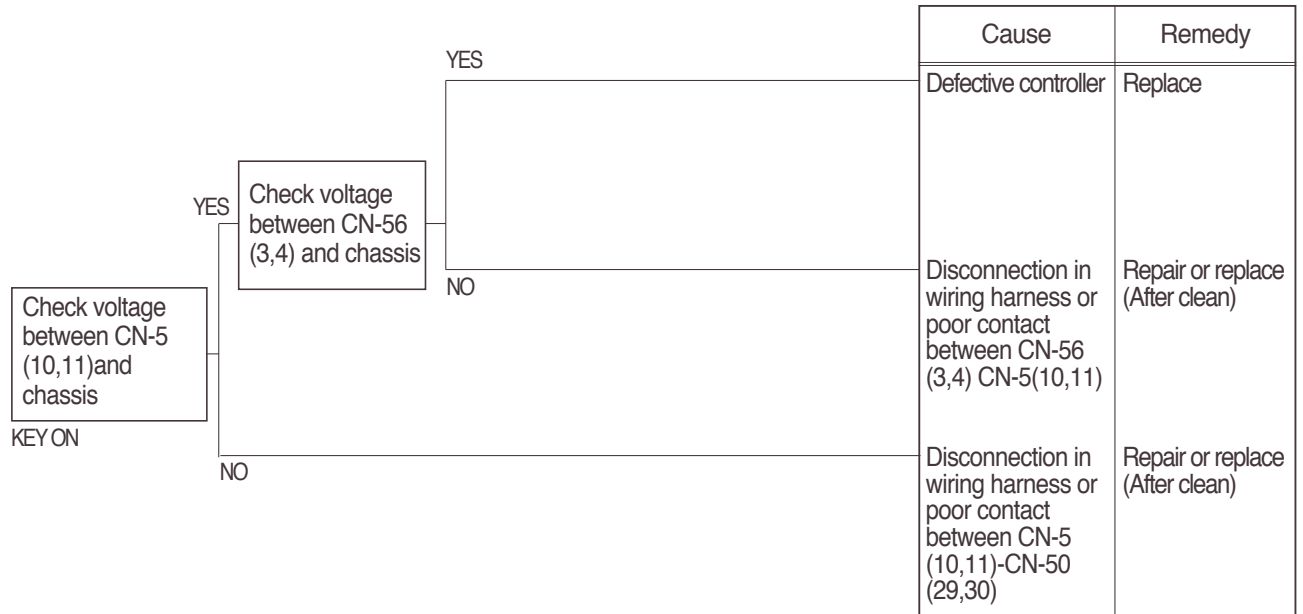 Cause
Remedy
YES
Defective controller
Replace
YES
Check voltage
between CN-56
(3,4) and chassis
NO
Disconnection in
wiring harness or
poor contact
between CN-56
(3,4) CN-5(10,11)
Repair or replace
(After clean)
Check voltage
between CN-5
(10,11)and
chassis
KEY ON
NO
Disconnection in
wiring harness or
poor contact
between CN-5
(10,11)-CN-50
(29,30)
Repair or replace
(After clean)